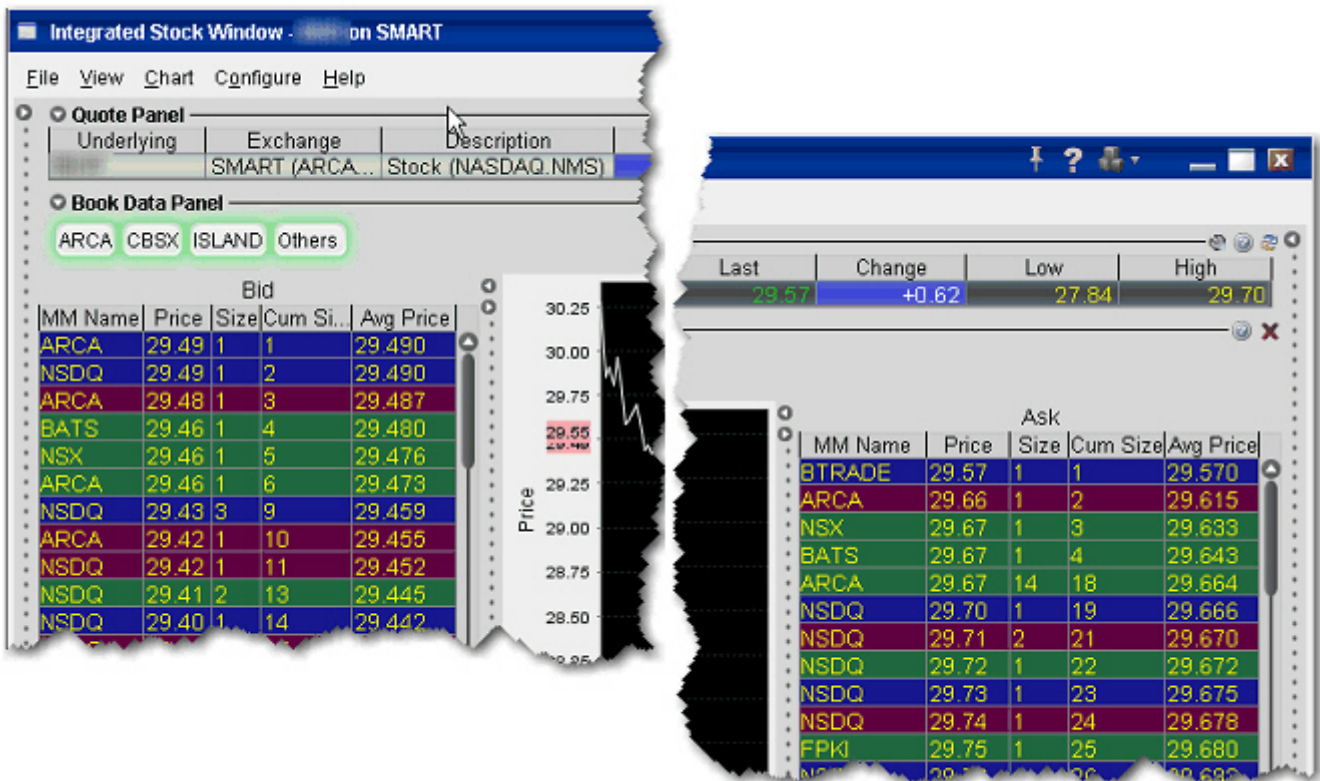 Integrated Stock Window - on SMART
File View Chart Configure Help
Quote Panel
Underlying Exchange Description
SMART (ARCA... Stock (NASDAQ.NMS)
Book Data Panel
ARCA CBSX ISLAND Others
Bid
MM Name Price Size Cum Si... Avg Price
ARCA 29.49 1 1 29.490
NSDQ 29.49 1 2 29.490
ARCA 29.48 1 3 29.487
BATS 29.46 1 4 29.480
NSX 29.46 1 5 29.476
ARCA 29.46 1 6 29.473
NSDQ 29.43 3 9 29.459
ARCA 29.42 1 10 29.455
NSDQ 29.42 1 11 29.452
NSDQ 29.41 2 13 29.445
NSDQ 29.40 1 14 29.442
30.25
30.00
29.75
29.55
29.25
29.00
28.75
28.50
Price
?
Last Change Low High
29.57 +0.62 27.84 29.70
Ask
MM Name Price Size Cum Size Avg Price
BTRADE 29.57 1 1 29.570
ARCA 29.66 1 2 29.615
NSX 29.67 1 3 29.633
BATS 29.67 1 4 29.643
ARCA 29.67 14 18 29.664
NSDQ 29.70 1 19 29.666
NSDQ 29.71 2 21 29.670
NSDQ 29.72 1 22 29.672
NSDQ 29.73 1 23 29.675
NSDQ 29.74 1 24 29.678
FPKI 29.75 1 25 29.680